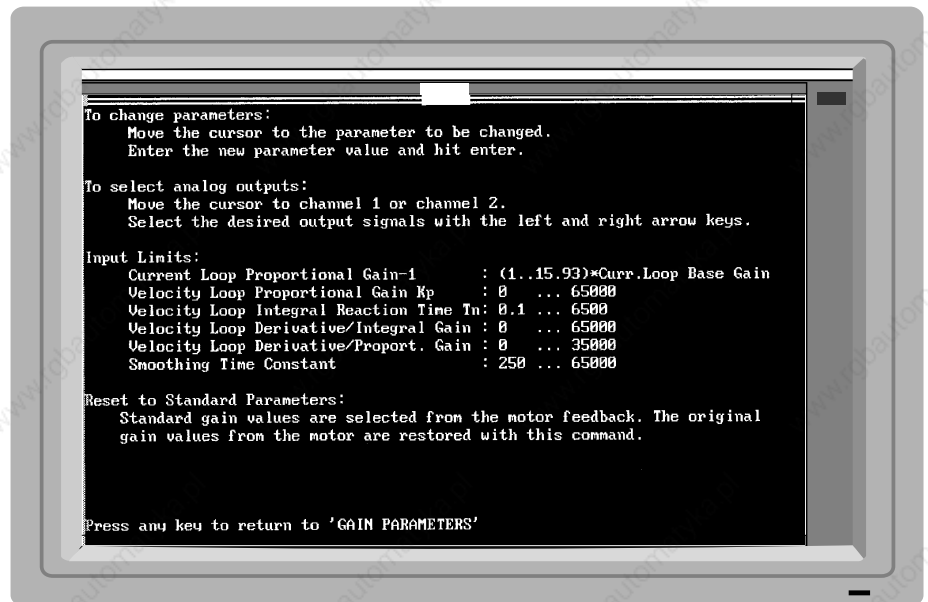 To change parameters:
Move the cursor to the parameter to be changed.
Enter the new parameter value and hit enter.
To select analog outputs:
Move the cursor to channel 1 or channel 2.
Select the desired output signals with the left and right arrow keys.
Input Limits:
Current Loop Proportional Gain-1 : (1..15.93)*Curr.Loop Base Gain
Velocity Loop Proportional Gain Kp : 0 ... 65000
Velocity Loop Integral Reaction Time Tn: 0.1 ... 6500
Velocity Loop Derivative/Integral Gain : 0 ... 65000
Velocity Loop Derivative/Proport. Gain : 0 ... 35000
Smoothing Time Constant : 250 ... 65000
Reset to Standard Parameters:
Standard gain values are selected from the motor feedback. The original
gain values from the motor are restored with this command.
Press any key to return to 'GAIN PARAMETERS'